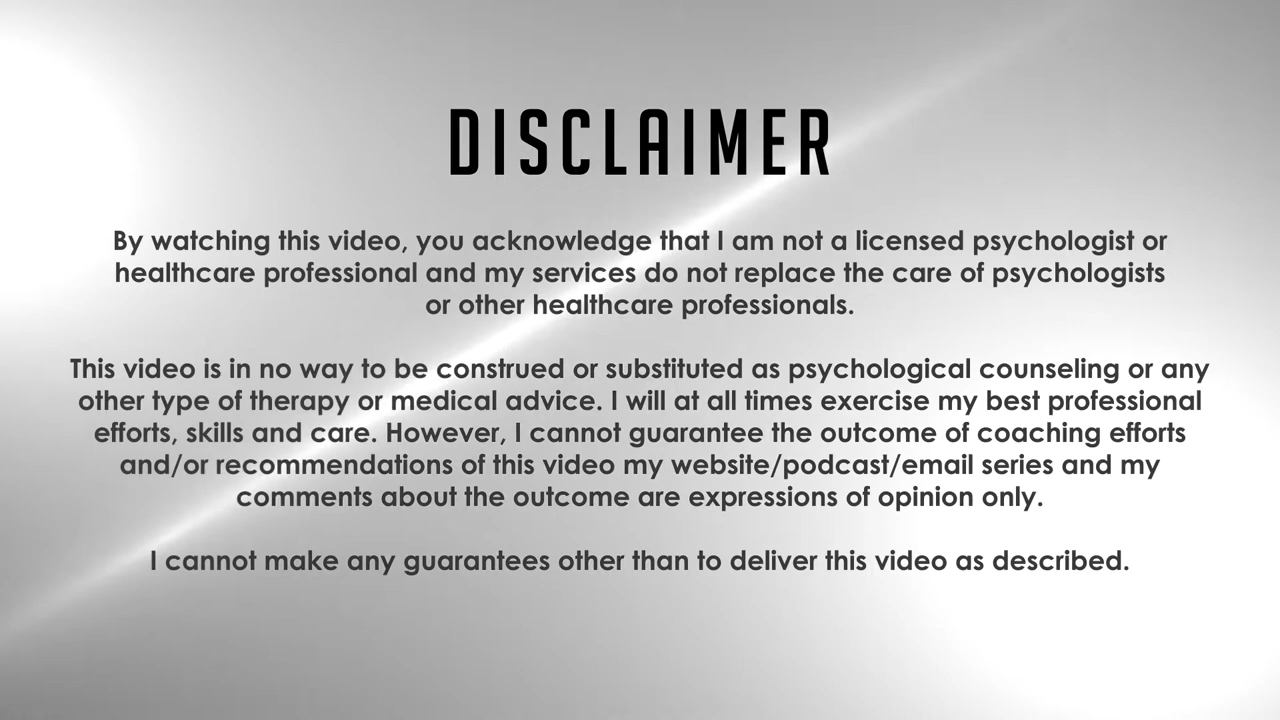 DISCLAIMER
By watching this video, you acknowledge that I am not a licensed psychologist or
healthcare professional and my services do not replace the care of psychologists
or other healthcare professionals.
This video is in no way to be construed or substituted as psychological counseling or any
other type of therapy or medical advice. I will at all times exercise my best professional
efforts, skills and care. However, I cannot guarantee the outcome of coaching efforts
and/or recommendations of this video my website/podcast/email series and my
comments about the outcome are expressions of opinion only.
I cannot make any guarantees other than to deliver this video as described.